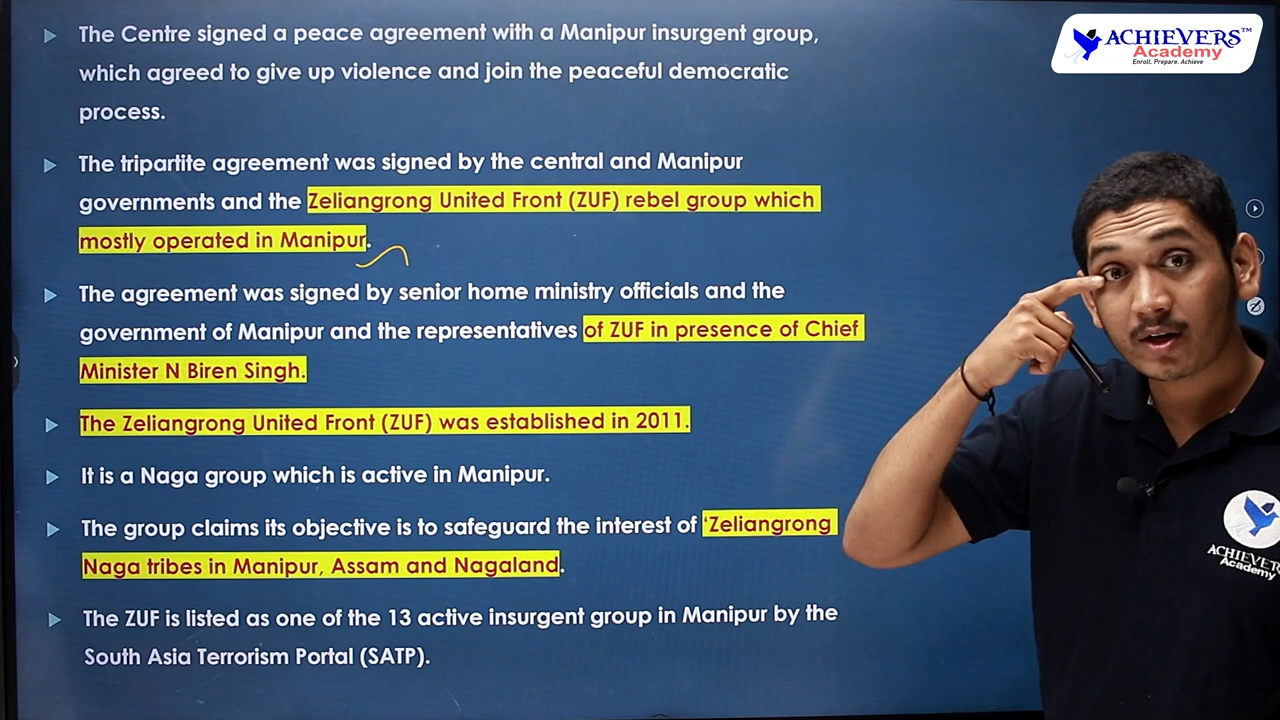 The Centre signed a peace agreement with a Manipur insurgent group,
which agreed to give up violence and join the peaceful democratic
process.
The tripartite agreement was signed by the central and Manipur
governments and the Zeliangrong United Front (ZUF) rebel group which
mostly operated in Manipur.
The agreement was signed by senior home ministry officials and the
government of Manipur and the representatives of ZUF in presence of Chief
Minister N Biren Singh.
The Zeliangrong United Front (ZUF) was established in 2011.
It is a Naga group which is active in Manipur.
The group claims its objective is to safeguard the interest of ‘Zeliangrong
Naga tribes in Manipur, Assam and Nagaland.
The ZUF is listed as one of the 13 active insurgent group in Manipur by the
South Asia Terrorism Portal (SATP).
ACHIEVERS™
Academy
Enroll. Prepare. Achieve
ACHIEVERS
Academy